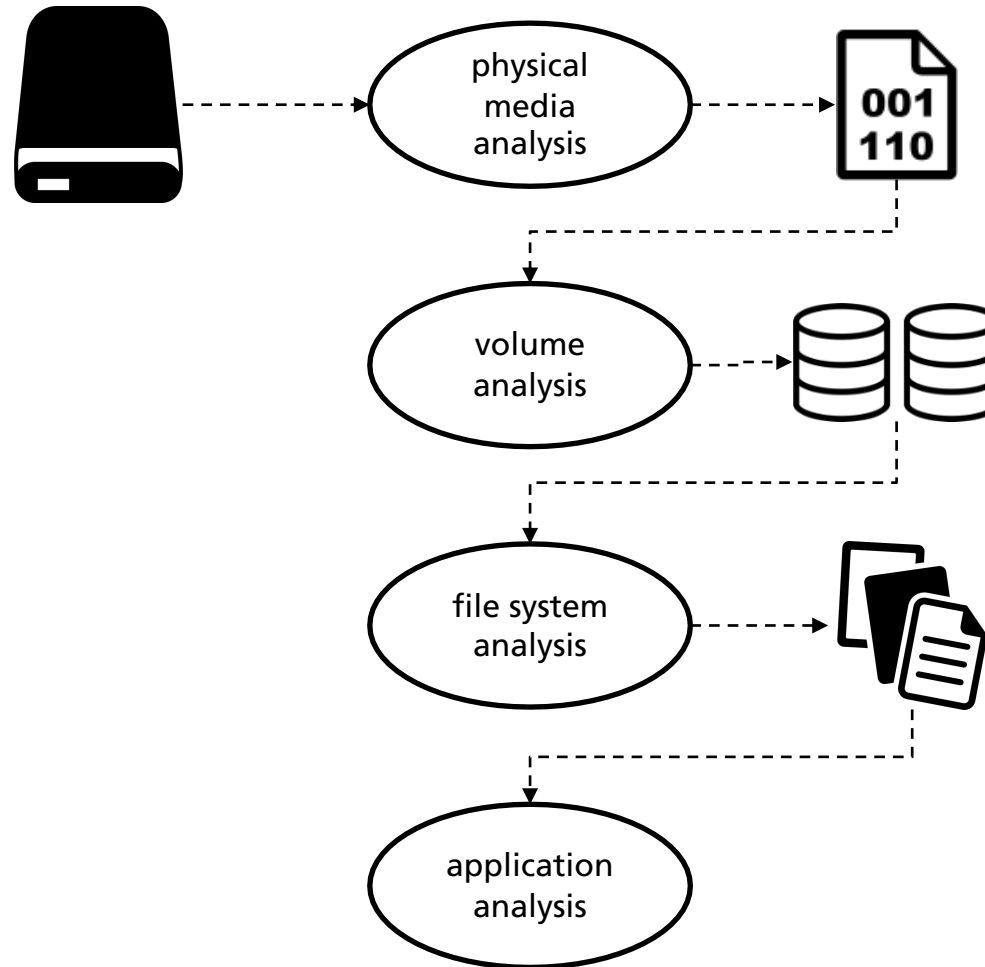 physical
media
analysis
001
110
volume
analysis
file system
analysis
application
analysis